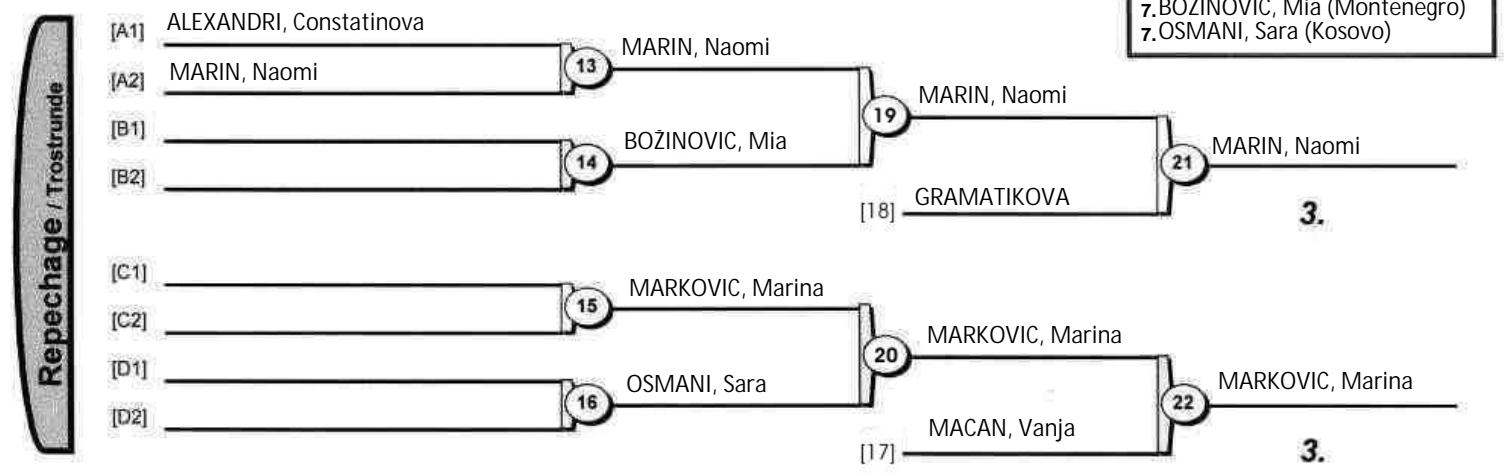 7. BOŽINOVIC, Mia (Montenegro)
7. OSMANI, Sara (Kosovo)
Repechage / Trostrunde
[A1] ALEXANDRI, Constatinova
[A2] MARIN, Naomi
13 MARIN, Naomi
[B1]
[B2]
14 BOŽINOVIC, Mia
19 MARIN, Naomi
[18] GRAMATIKOVA
21 MARIN, Naomi
3.
[C1]
[C2]
15 MARKOVIC, Marina
[D1]
[D2]
16 OSMANI, Sara
20 MARKOVIC, Marina
[17] MACAN, Vanja
22 MARKOVIC, Marina
3.